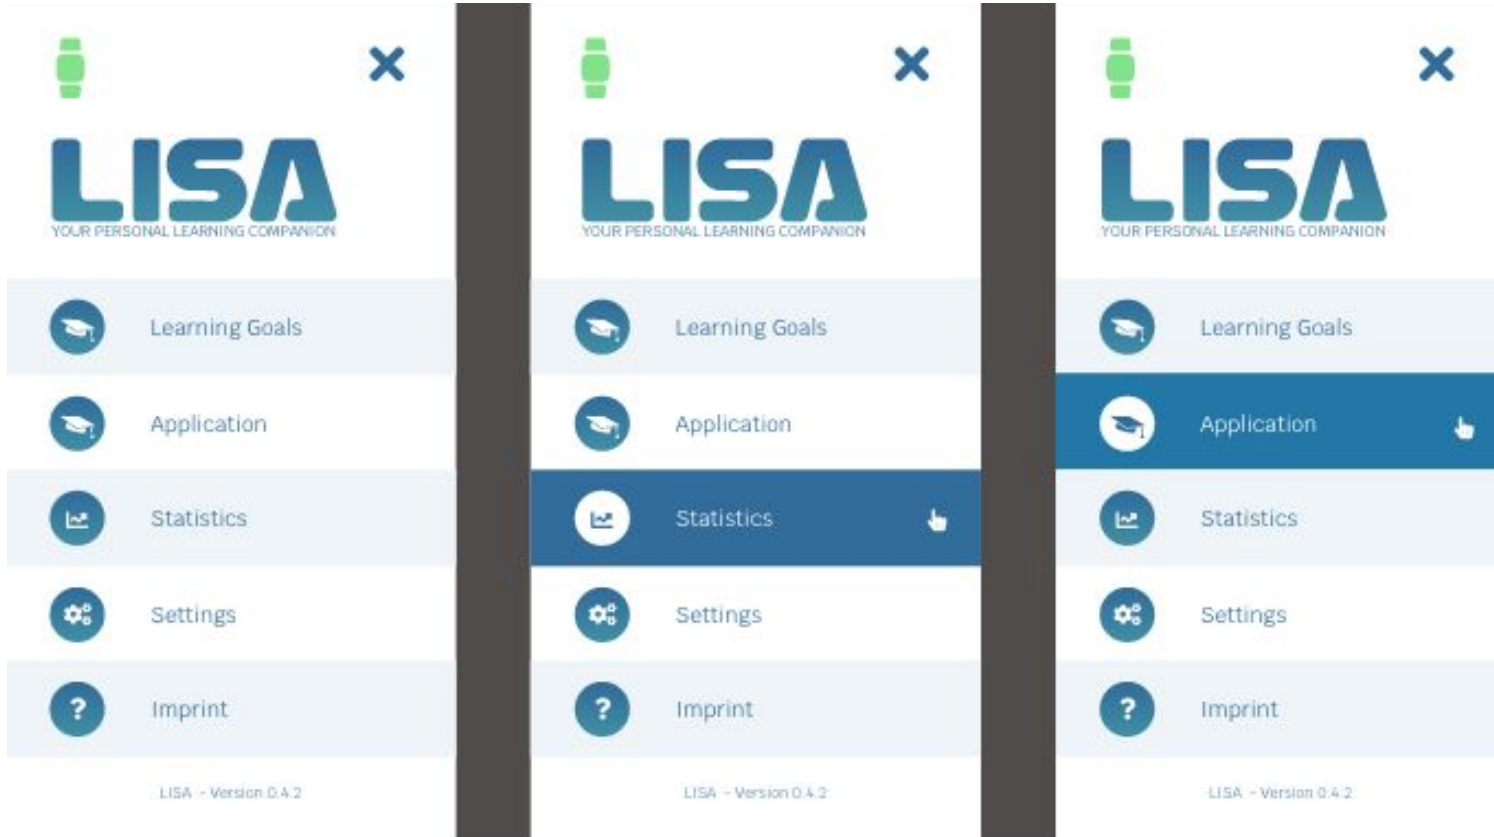 LISA
YOUR PERSONAL LEARNING COMPANION
Learning Goals
Application
Statistics
Settings
?
Imprint
LISA - Version 0.4.2
LISA
YOUR PERSONAL LEARNING COMPANION
Learning Goals
Application
Statistics
Settings
?
Imprint
LISA - Version 0.4.2
LISA
YOUR PERSONAL LEARNING COMPANION
Learning Goals
Application
Statistics
Settings
?
Imprint
LISA - Version 0.4.2